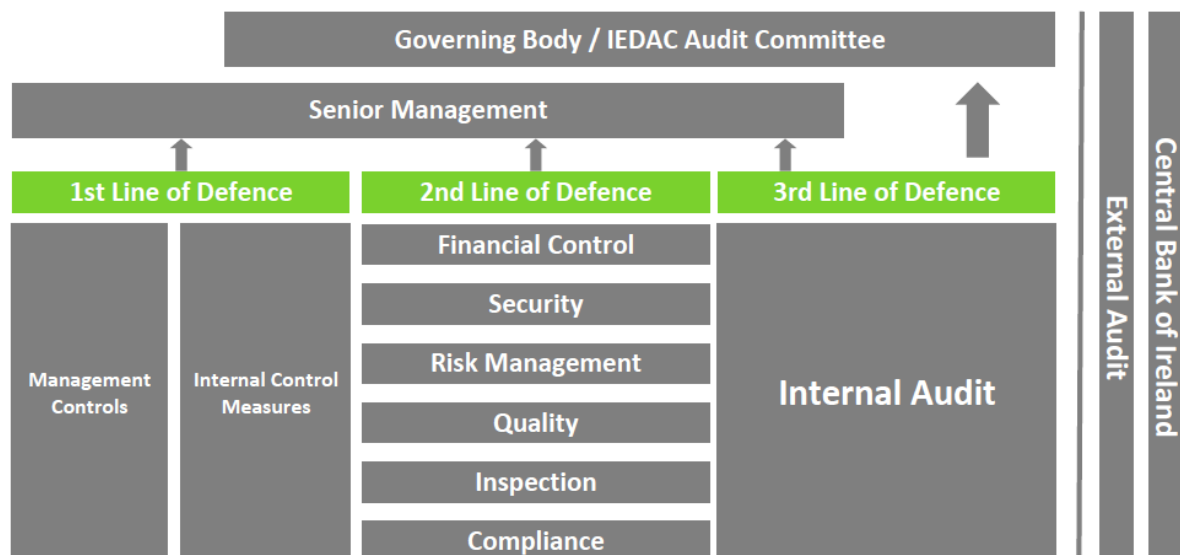 Governing Body / IEDAC Audit Committee
Senior Management
1st Line of Defence
2nd Line of Defence
3rd Line of Defence
Management
Controls
Internal Control
Measures
Financial Control
Security
Risk Management
Quality
Inspection
Compliance
Internal Audit
External Audit
Central Bank of Ireland